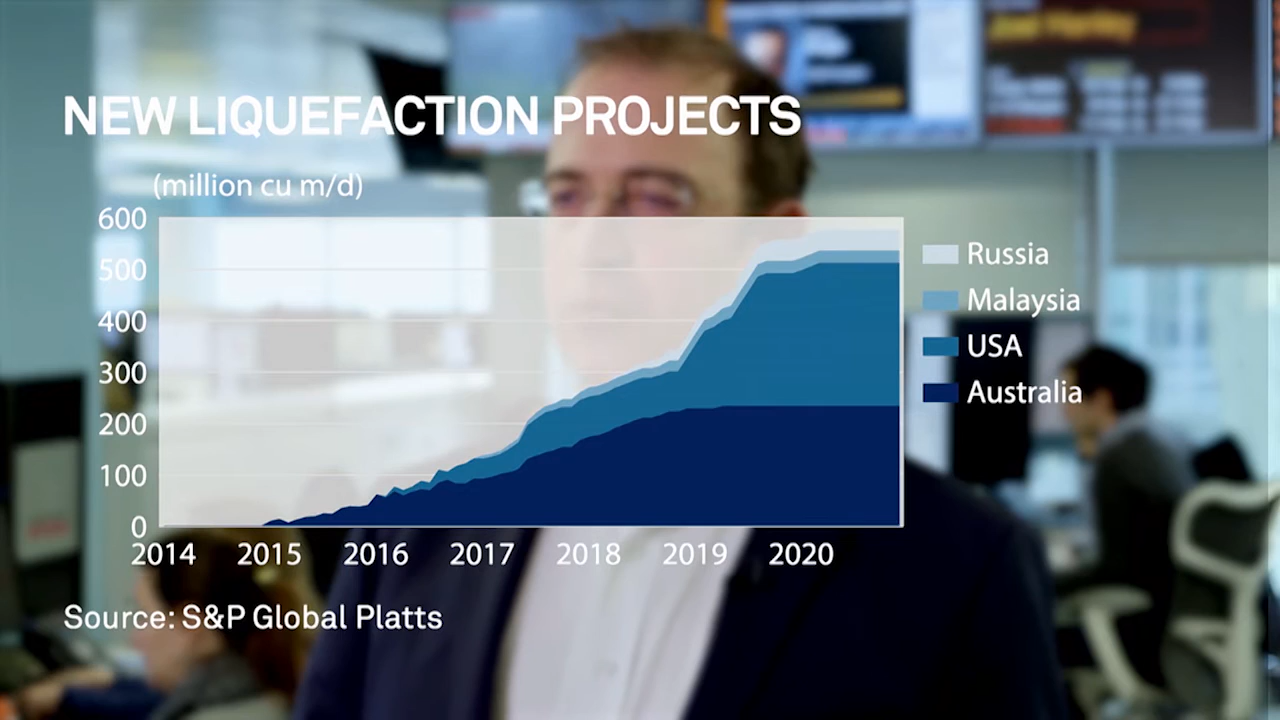 NEW LIQUEFACTION PROJECTS
(million cu m/d)
600
500
400
300
200
100
0
2014 2015 2016 2017 2018 2019 2020
Russia
Malaysia
USA
Australia
Source: S&P Global Platts